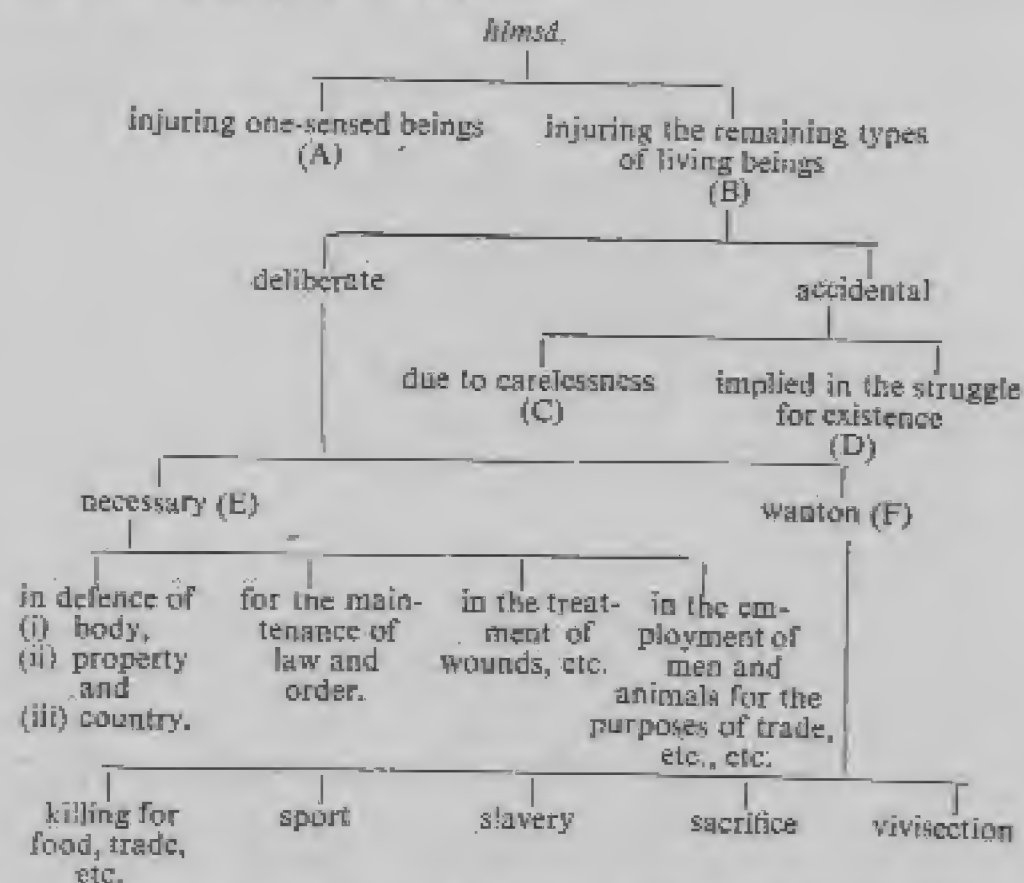 himsā.
injuring one-sensed beings
(A)
injuring the remaining types
of living beings
(B)
deliberate
accidental
due to carelessness
(C)
implied in the struggle
for existence
(D)
necessary (E)
wanton (F)
in defence of
(i) body,
(ii) property
and
(iii) country.
for the main-
tenance of
law and
order.
in the treat-
ment of
wounds, etc.
in the em-
ployment of
men and
animals for the
purposes of trade,
etc., etc.
killing for
food, trade,
etc.
sport
slavery
sacrifice
vivisection